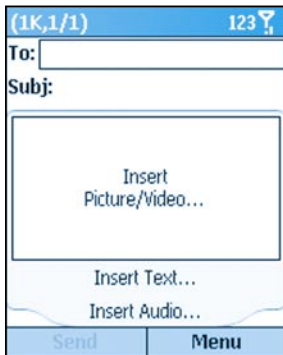 (1K,1/1) 123
To:
Subj:
Insert
Picture/Video...
Insert Text...
Insert Audio...
Send Menu